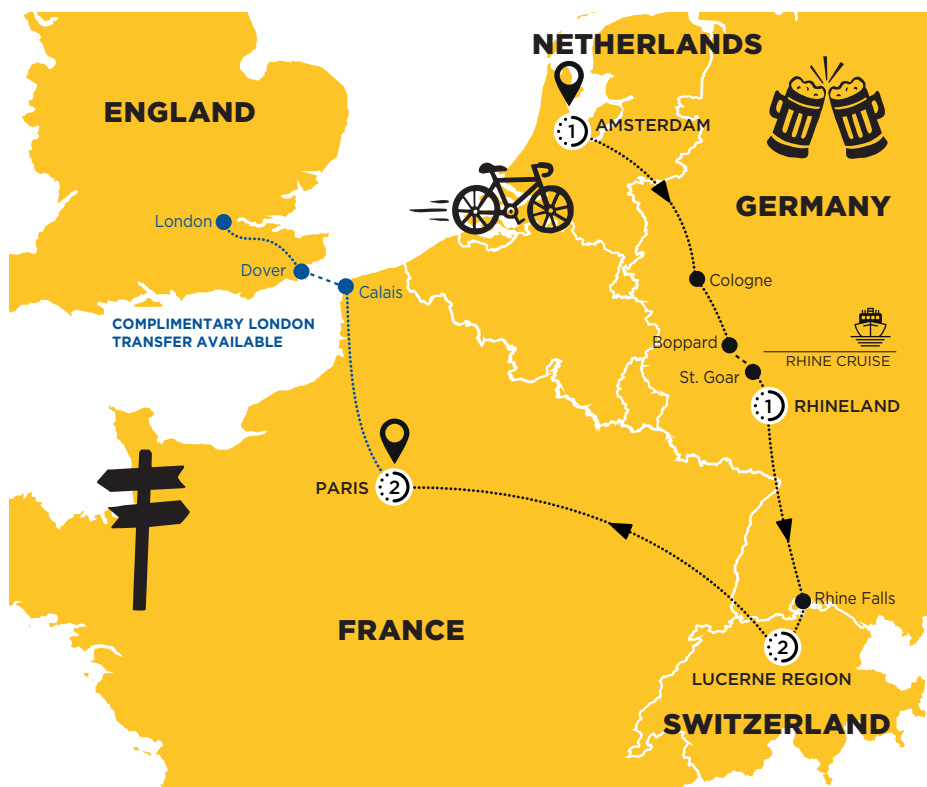 NETHERLANDS
ENGLAND
1
AMSTERDAM
GERMANY
London
Dover
Calais
Cologne
COMPLIMENTARY LONDON
TRANSFER AVAILABLE
Boppard
RHINE CRUISE
St. Goar
1
RHINELAND
PARIS
2
Rhine Falls
FRANCE
2
LUCERNE REGION
SWITZERLAND